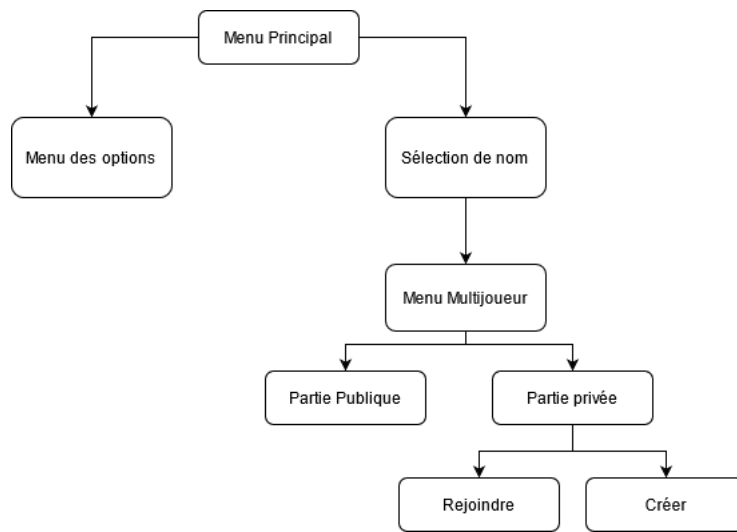 Menu Principal
Menu des options
Sélection de nom
Menu Multijoueur
Partie Publique
Partie privée
Rejoindre
Créer